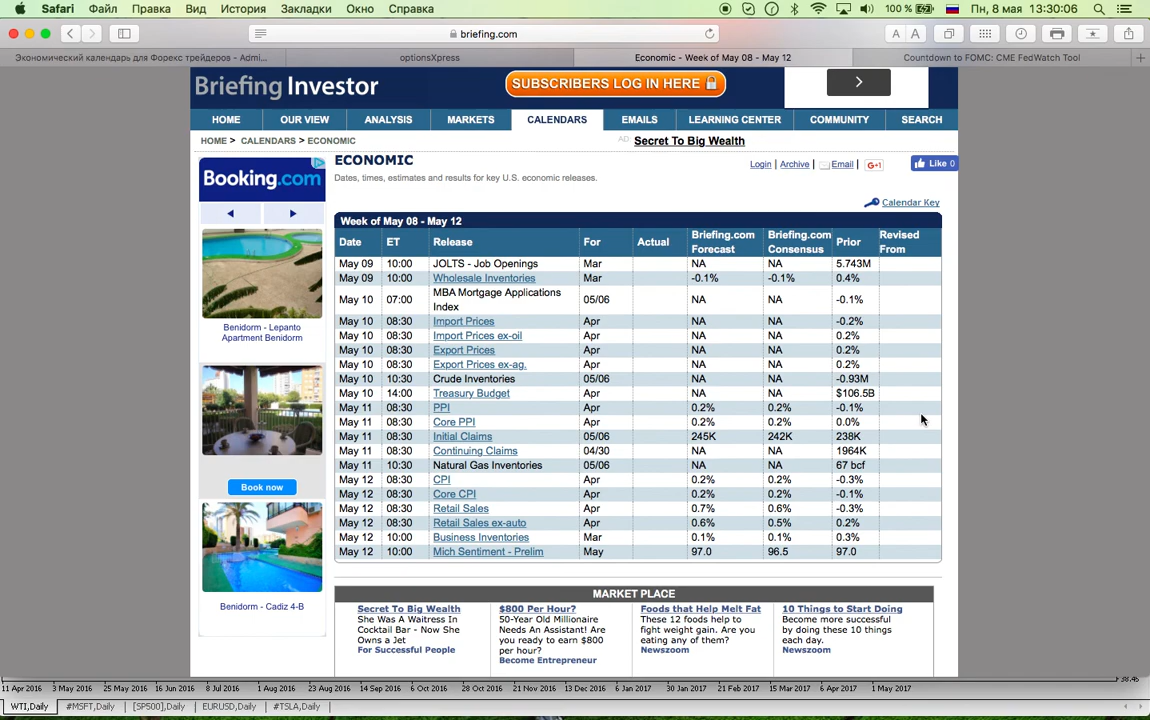 Safari Файл Правка Вид История Закладки Окно Справка 100 % Пн, 8 мая 13:30:06
briefing.com A A
Экономический календарь для Форекс трейдеров - Admi... optionsXpress Economic - Week of May 08 - May 12 Countdown to FOMC: CME FedWatch Tool
Briefing Investor SUBSCRIBERS LOG IN HERE
HOME OUR VIEW ANALYSIS MARKETS CALENDARS EMAILS LEARNING CENTER COMMUNITY SEARCH
HOME > CALENDARS > ECONOMIC AD Secret To Big Wealth
ECONOMIC
Login | Archive | Email | G+1 Like 0
Dates, times, estimates and results for key U.S. economic releases.
Calendar Key
Booking.com
Benidorm - Lepanto
Apartment Benidorm
Book now
Benidorm - Cadiz 4-B
Week of May 08 - May 12
Date ET Release For Actual Briefing.com Forecast Briefing.com Consensus Prior Revised From
May 09 10:00 JOLTS - Job Openings Mar NA NA 5.743M
May 09 10:00 Wholesale Inventories Mar -0.1% -0.1% 0.4%
May 10 07:00 MBA Mortgage Applications Index 05/06 NA NA -0.1%
May 10 08:30 Import Prices Apr NA NA -0.2%
May 10 08:30 Import Prices ex-oil Apr NA NA 0.2%
May 10 08:30 Export Prices Apr NA NA 0.2%
May 10 08:30 Export Prices ex-ag. Apr NA NA 0.2%
May 10 10:30 Crude Inventories 05/06 NA NA -0.93M
May 10 14:00 Treasury Budget Apr NA NA $106.5B
May 11 08:30 PPI Apr 0.2% 0.2% -0.1%
May 11 08:30 Core PPI Apr 0.2% 0.2% 0.0%
May 11 08:30 Initial Claims 05/06 245K 242K 238K
May 11 08:30 Continuing Claims 04/30 NA NA 1964K
May 11 10:30 Natural Gas Inventories 05/06 NA NA 67 bcf
May 12 08:30 CPI Apr 0.2% 0.2% -0.3%
May 12 08:30 Core CPI Apr 0.2% 0.2% -0.1%
May 12 08:30 Retail Sales Apr 0.7% 0.6% -0.3%
May 12 08:30 Retail Sales ex-auto Apr 0.6% 0.5% 0.2%
May 12 10:00 Business Inventories Mar 0.1% 0.1% 0.3%
May 12 10:00 Mich Sentiment - Prelim May 97.0 96.5 97.0
MARKET PLACE
Secret To Big Wealth
She Was A Waitress In
Cocktail Bar - Now She
Owns a Jet
For Successful People
$800 Per Hour?
50-Year Old Millionaire
Needs An Assistant! Are
you ready to earn $800
per hour?
Become Entrepreneur
Foods that Help Melt Fat
These 12 foods help to
fight weight gain. Are you
eating any of them?
Newszoom
10 Things to Start Doing
Become more successful
by doing these 10 things
each day.
Newszoom
38.45
11 Apr 2016 3 May 2016 25 May 2016 16 Jun 2016 8 Jul 2016 1 Aug 2016 23 Aug 2016 14 Sep 2016 6 Oct 2016 28 Oct 2016 21 Nov 2016 13 Dec 2016 6 Jan 2017 30 Jan 2017 21 Feb 2017 15 Mar 2017 6 Apr 2017 1 May 2017
WTI,Daily #MSFT,Daily [SP500],Daily EURUSD,Daily #TSLA,Daily